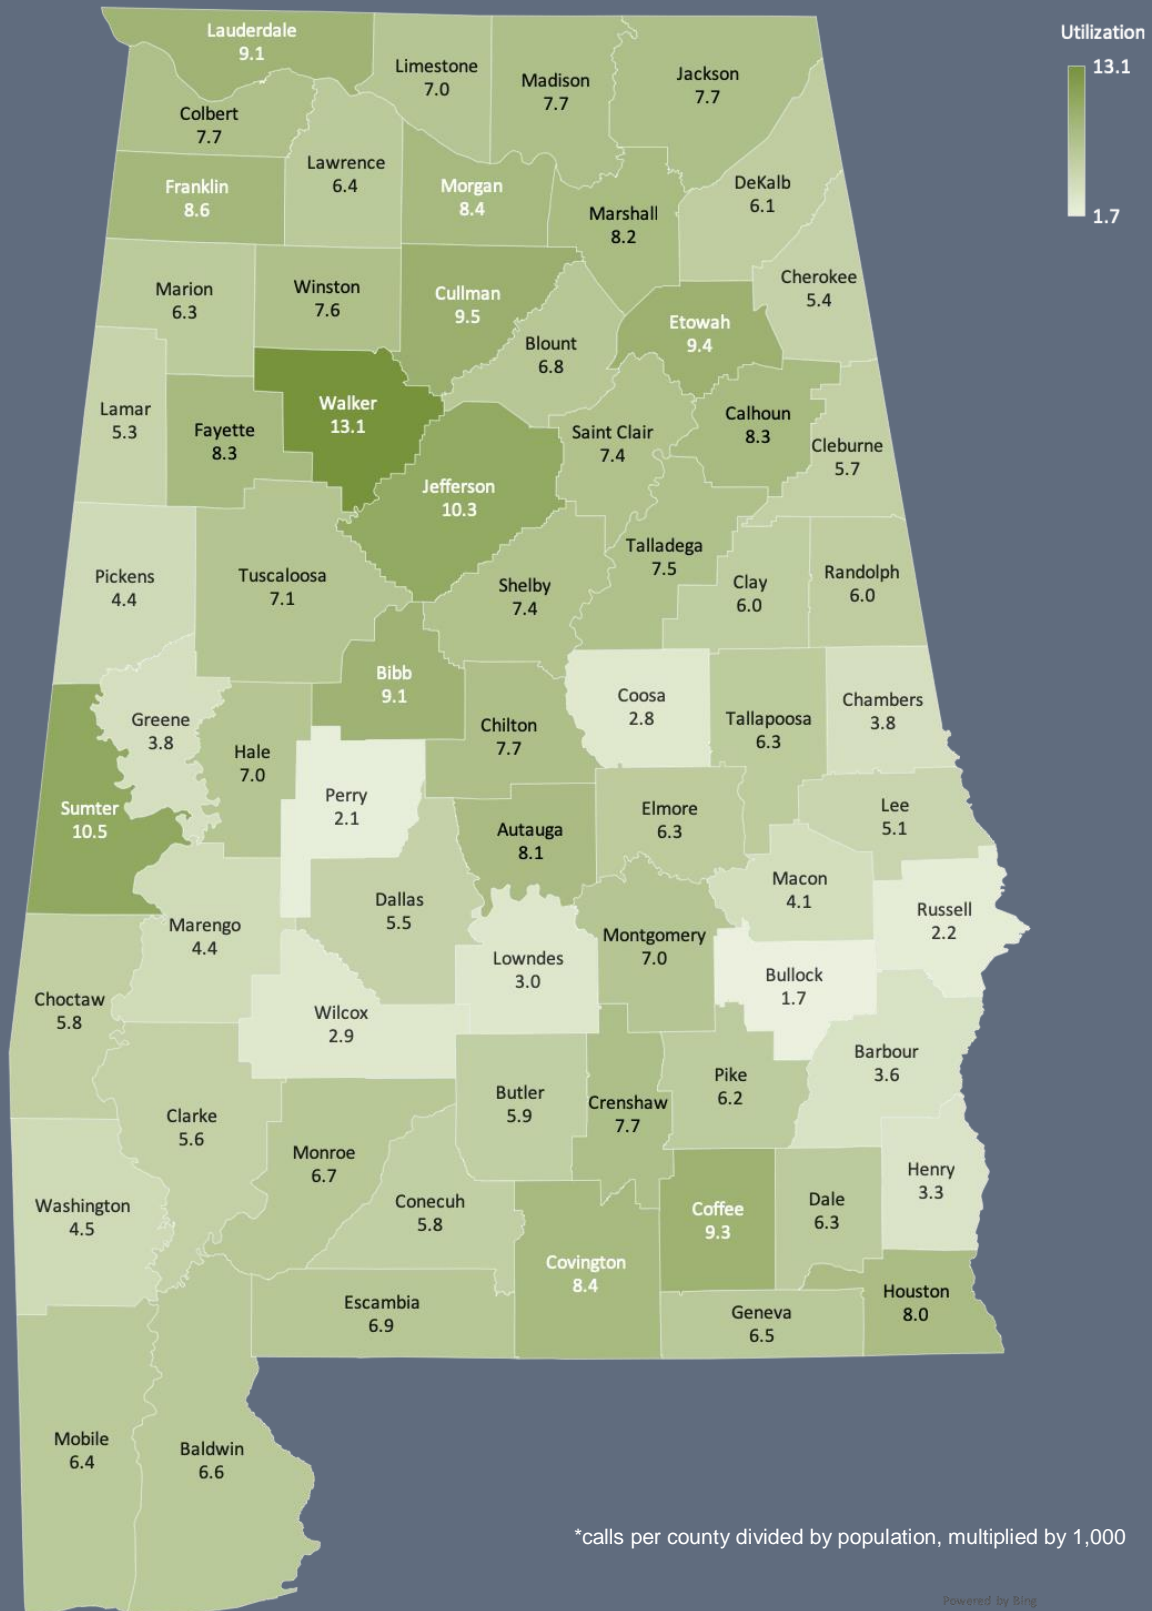 Utilization
13.1
1.7
Lauderdale
9.1
Limestone
7.0
Madison
7.7
Jackson
7.7
Colbert
7.7
Lawrence
6.4
Franklin
8.6
Morgan
8.4
Marshall
8.2
DeKalb
6.1
Cherokee
5.4
Marion
6.3
Winston
7.6
Cullman
9.5
Blount
6.8
Etowah
9.4
Lamar
5.3
Fayette
8.3
Walker
13.1
Jefferson
10.3
Saint Clair
7.4
Calhoun
8.3
Cleburne
5.7
Pickens
4.4
Tuscaloosa
7.1
Shelby
7.4
Talladega
7.5
Clay
6.0
Randolph
6.0
Bibb
9.1
Greene
3.8
Hale
7.0
Chilton
7.7
Coosa
2.8
Tallapoosa
6.3
Chambers
3.8
Sumter
10.5
Perry
2.1
Autauga
8.1
Elmore
6.3
Lee
5.1
Marengo
4.4
Dallas
5.5
Lowndes
3.0
Montgomery
7.0
Macon
4.1
Russell
2.2
Bullock
1.7
Choctaw
5.8
Wilcox
2.9
Butler
5.9
Crenshaw
7.7
Pike
6.2
Barbour
3.6
Clarke
5.6
Monroe
6.7
Conecuh
5.8
Washington
4.5
Covington
8.4
Coffee
9.3
Dale
6.3
Henry
3.3
Escambia
6.9
Geneva
6.5
Houston
8.0
Mobile
6.4
Baldwin
6.6
*calls per county divided by population, multiplied by 1,000
Powered by Bing